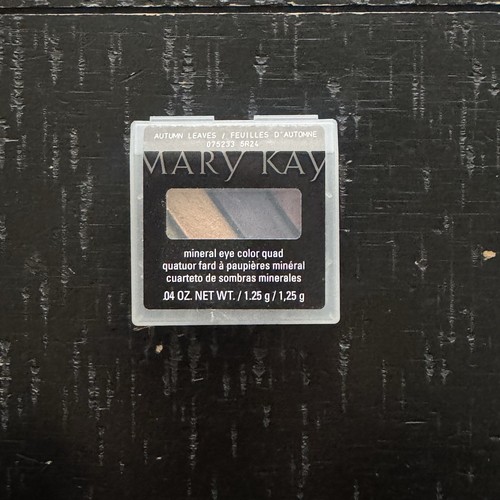 AUTUMN LEAVES / FEUILLES D'AUTOMNE
075233 6R24
MARY KAY
mineral eye color quad
quatuor fard à paupières minéral
cuarteto de sombras minerales
.04 OZ. NET WT. / 1.25 g / 1,25 g